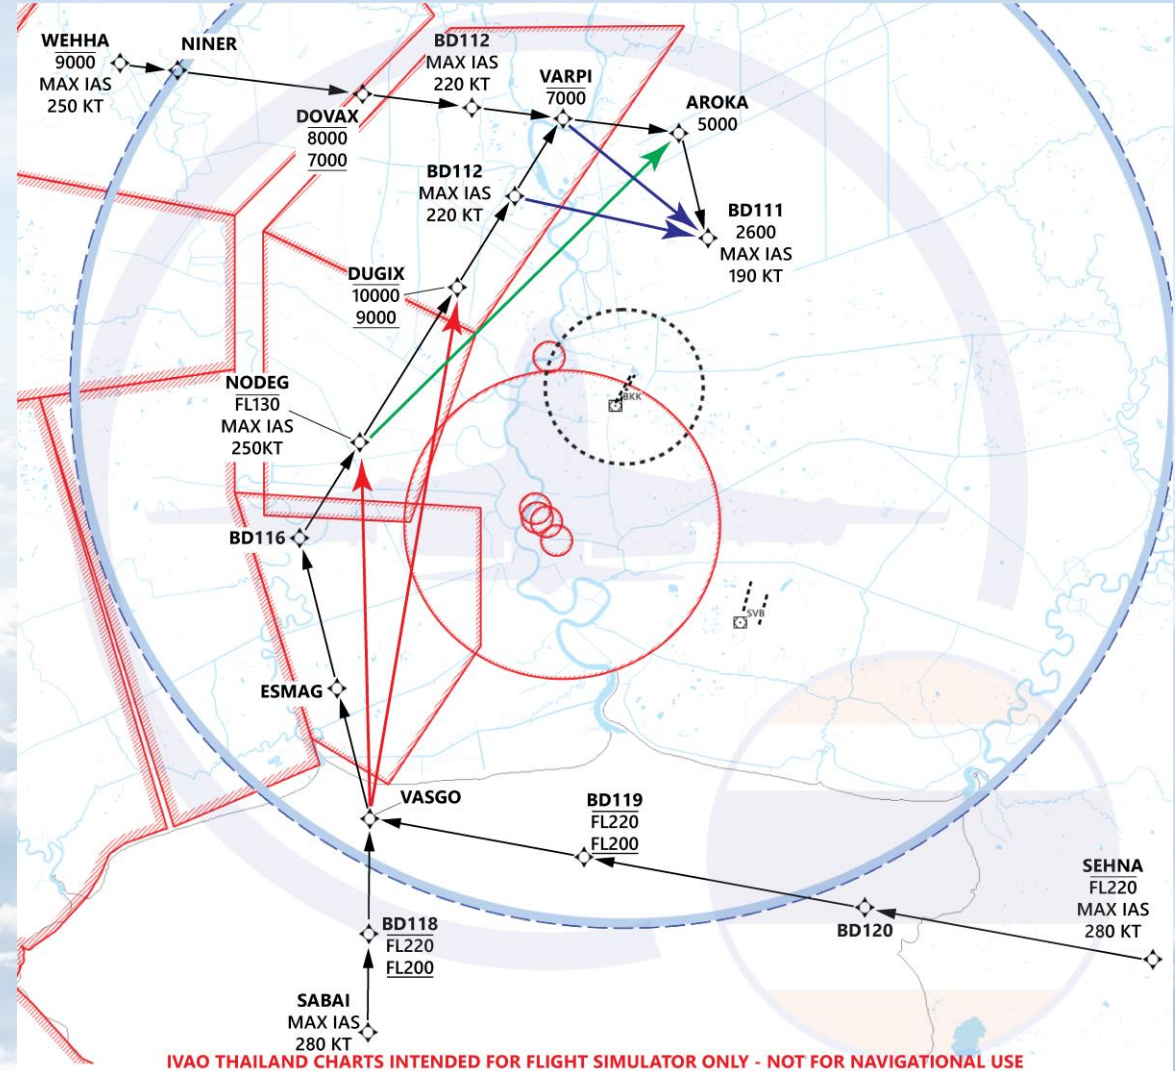 WEHHA
9000
MAX IAS
250 KT
NINER
BD112
MAX IAS
220 KT
VARPI
7000
AROKA
5000
DOVAX
8000
7000
BD112
MAX IAS
220 KT
BD111
2600
MAX IAS
190 KT
DUGIX
10000
9000
NODEG
FL130
MAX IAS
250KT
BKK
BD116
SVB
ESMAG
VASGO
BD119
FL220
FL200
SEHNA
FL220
MAX IAS
280 KT
BD120
BD118
FL220
FL200
SABAI
MAX IAS
280 KT
IVAO THAILAND CHARTS INTENDED FOR FLIGHT SIMULATOR ONLY - NOT FOR NAVIGATIONAL USE